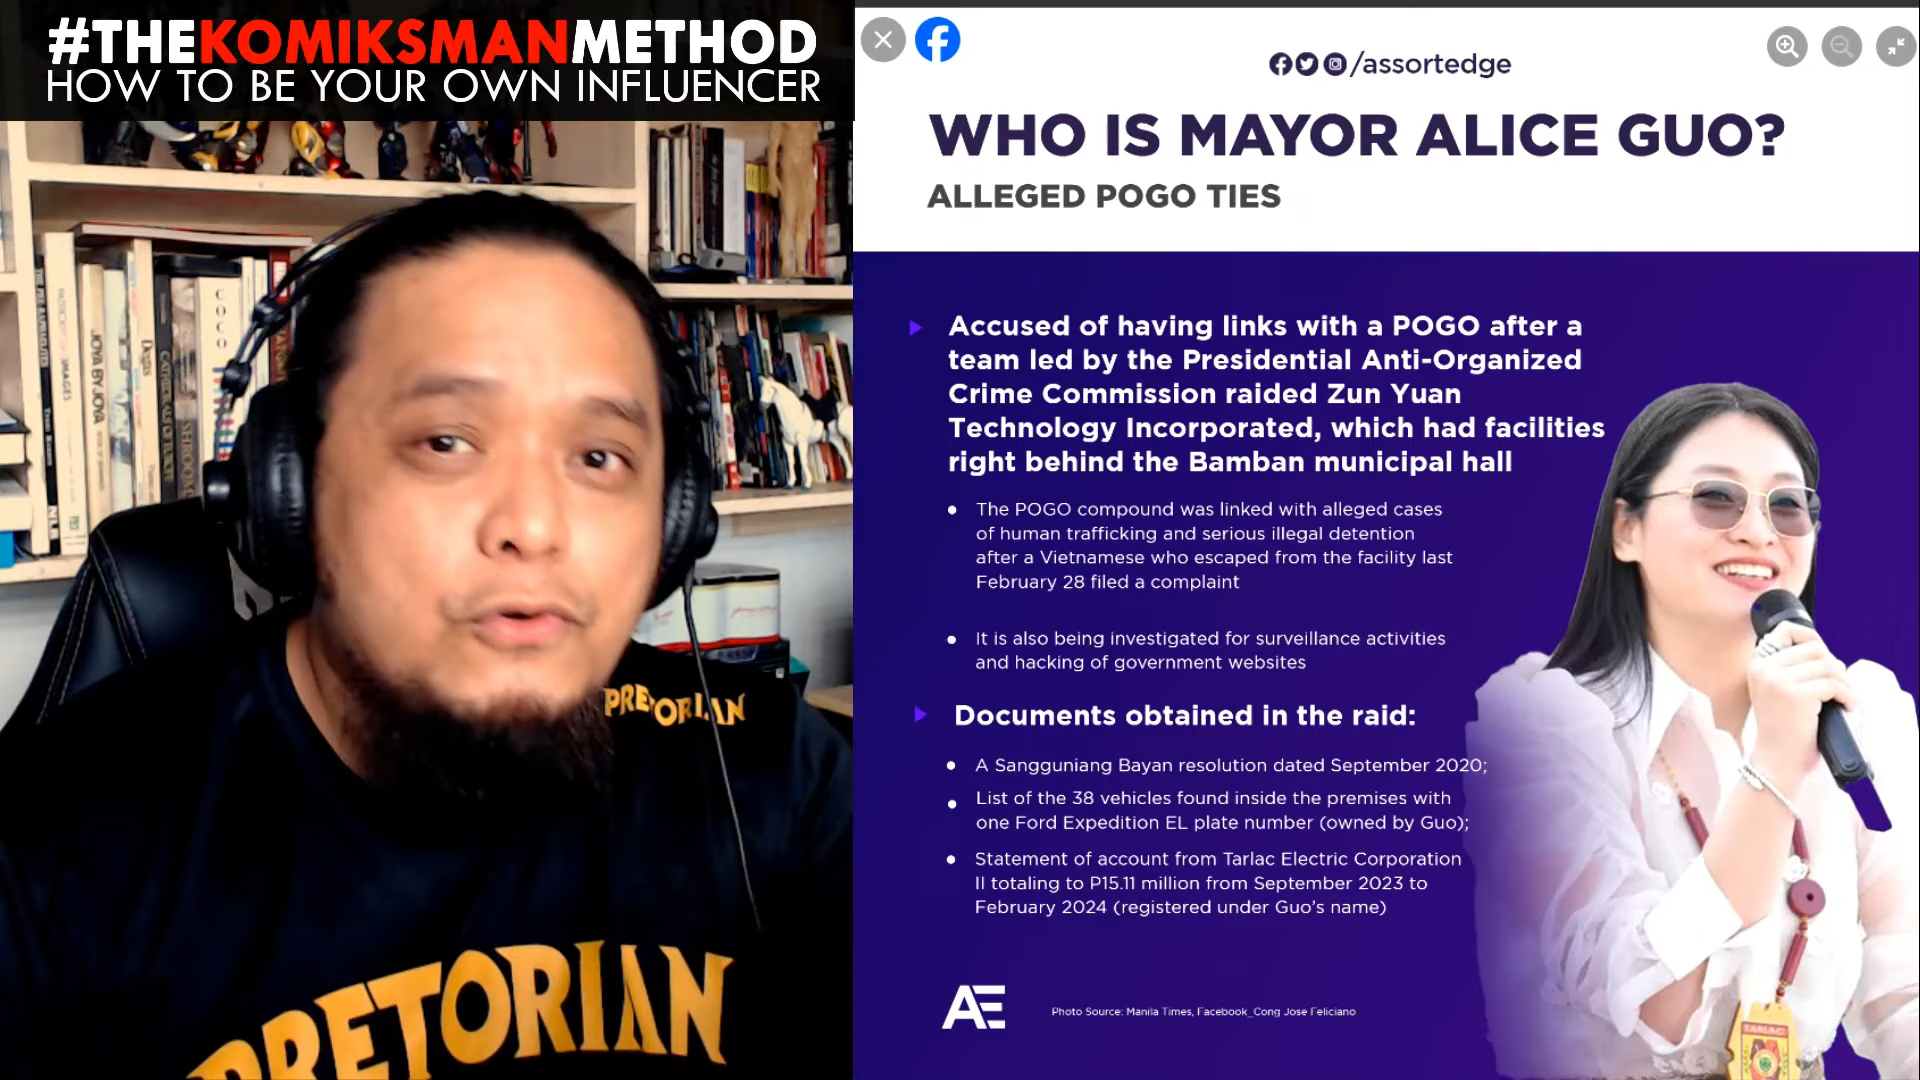 #THEKOMIKSMANMETHOD
HOW TO BE YOUR OWN INFLUENCER
COCO
JOYA BY JOYA
IMAGES
PRETORIAN
PRETORIAN
/assortedge
WHO IS MAYOR ALICE GUO?
ALLEGED POGO TIES
Accused of having links with a POGO after a
team led by the Presidential Anti-Organized
Crime Commission raided Zun Yuan
Technology Incorporated, which had facilities
right behind the Bamban municipal hall
The POGO compound was linked with alleged cases
of human trafficking and serious illegal detention
after a Vietnamese who escaped from the facility last
February 28 filed a complaint
It is also being investigated for surveillance activities
and hacking of government websites
Documents obtained in the raid:
A Sangguniang Bayan resolution dated September 2020;
List of the 38 vehicles found inside the premises with
one Ford Expedition EL plate number (owned by Guo);
Statement of account from Tarlac Electric Corporation
II totaling to P15.11 million from September 2023 to
February 2024 (registered under Guo's name)
AE
Photo Source: Manila Times, Facebook_Cong Jose Feliciano
TARLAC